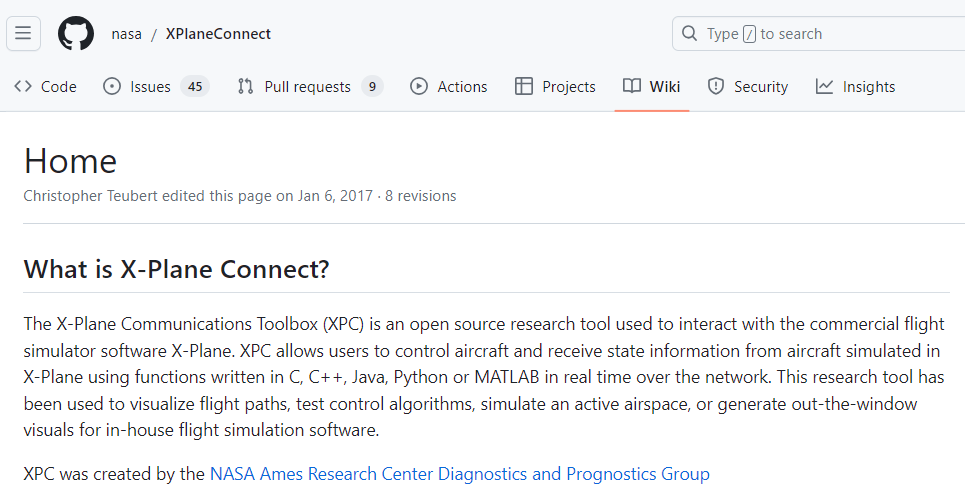 nasa / XPlaneConnect
Type / to search
Code Issues 45 Pull requests 9 Actions Projects Wiki Security Insights
Home
Christopher Teubert edited this page on Jan 6, 2017 · 8 revisions
What is X-Plane Connect?
The X-Plane Communications Toolbox (XPC) is an open source research tool used to interact with the commercial flight
simulator software X-Plane. XPC allows users to control aircraft and receive state information from aircraft simulated in
X-Plane using functions written in C, C++, Java, Python or MATLAB in real time over the network. This research tool has
been used to visualize flight paths, test control algorithms, simulate an active airspace, or generate out-the-window
visuals for in-house flight simulation software.
XPC was created by the NASA Ames Research Center Diagnostics and Prognostics Group